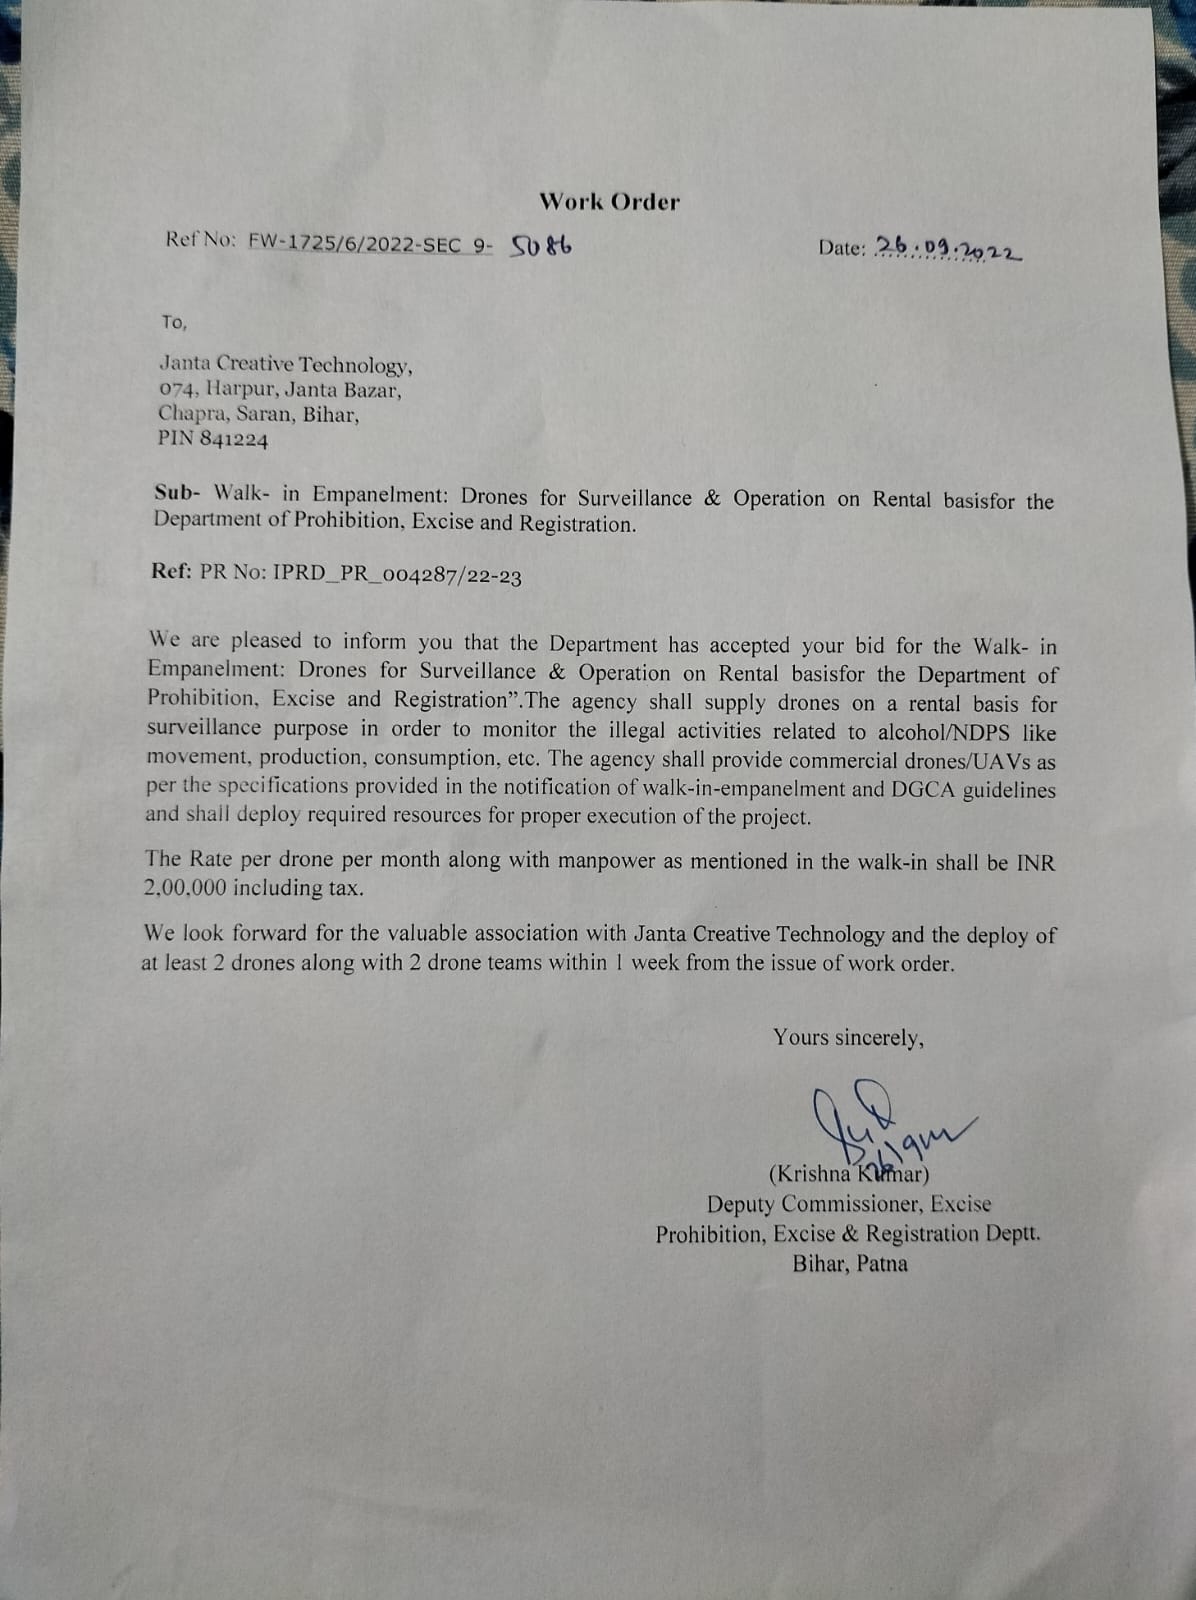 Work Order
Ref No: FW-1725/6/2022-SEC 9- 5086
Date: 26.09.2022
To,
Janta Creative Technology,
074, Harpur, Janta Bazar,
Chapra, Saran, Bihar,
PIN 841224
Sub- Walk- in Empanelment: Drones for Surveillance & Operation on Rental basisfor the
Department of Prohibition, Excise and Registration.
Ref: PR No: IPRD_PR_004287/22-23
We are pleased to inform you that the Department has accepted your bid for the Walk- in
Empanelment: Drones for Surveillance & Operation on Rental basisfor the Department of
Prohibition, Excise and Registration”.The agency shall supply drones on a rental basis for
surveillance purpose in order to monitor the illegal activities related to alcohol/NDPS like
movement, production, consumption, etc. The agency shall provide commercial drones/UAVs as
per the specifications provided in the notification of walk-in-empanelment and DGCA guidelines
and shall deploy required resources for proper execution of the project.
The Rate per drone per month along with manpower as mentioned in the walk-in shall be INR
2,00,000 including tax.
We look forward for the valuable association with Janta Creative Technology and the deploy of
at least 2 drones along with 2 drone teams within 1 week from the issue of work order.
Yours sincerely,
(Krishna Kumar)
Deputy Commissioner, Excise
Prohibition, Excise & Registration Deptt.
Bihar, Patna